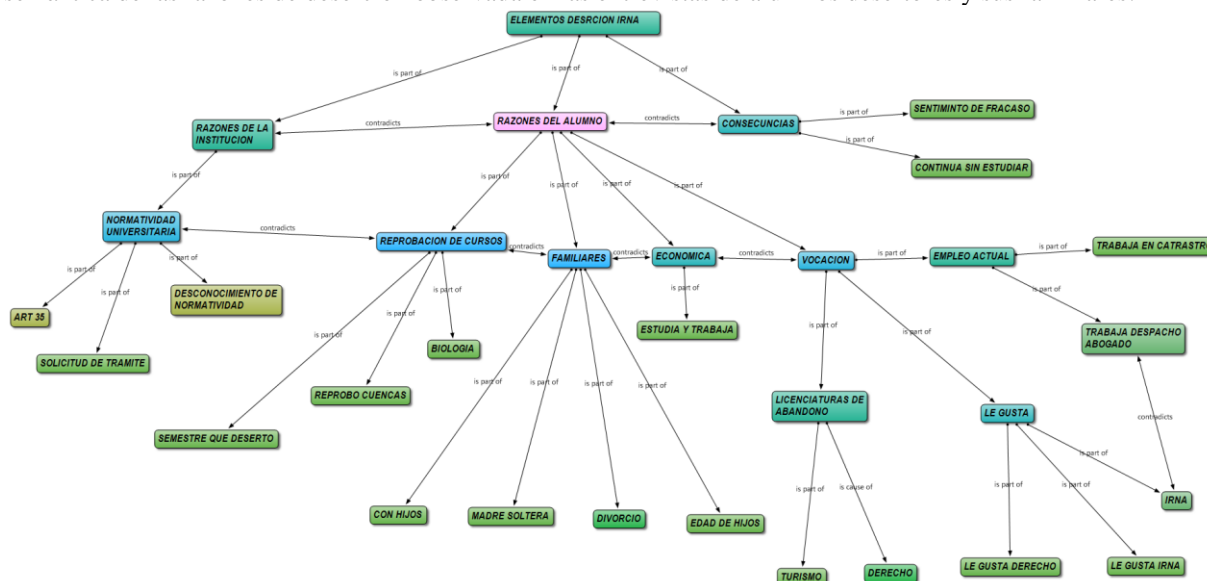 ELEMENTOS DESRCION IRNA
is part of
is part of
is part of
RAZONES DE LA
INSTITUCION
contradicts
RAZONES DEL ALUMNO
contradicts
CONSECUNCIAS
is part of
SENTIMINTO DE FRACASO
is part of
CONTINUA SIN ESTUDIAR
is part of
is part of
is part of
is part of
is part of
NORMATIVIDAD
UNIVERSITARIA
contradicts
REPROBACION DE CURSOS
contradicts
FAMILIARES
contradicts
ECONOMICA
contradicts
VOCACION
is part of
EMPLEO ACTUAL
is part of
TRABAJA EN CATRASTRO
is part of
is part of
is part of
is part of
ART 35
SOLICITUD DE TRAMITE
DESCONOCIMIENTO DE
NORMATIVIDAD
is part of
is part of
is part of
BIOLOGIA
REPROBO CUENCAS
SEMESTRE QUE DESERTO
is part of
ESTUDIA Y TRABAJA
is part of
is part of
TRABAJA DESPACHO
ABOGADO
is part of
is part of
is part of
is part of
LICENCIATURAS DE
ABANDONO
LE GUSTA
contradicts
CON HIJOS
MADRE SOLTERA
DIVORCIO
EDAD DE HIJOS
is part of
is cause of
is part of
is part of
is part of
IRNA
TURISMO
DERECHO
LE GUSTA DERECHO
LE GUSTA IRNA